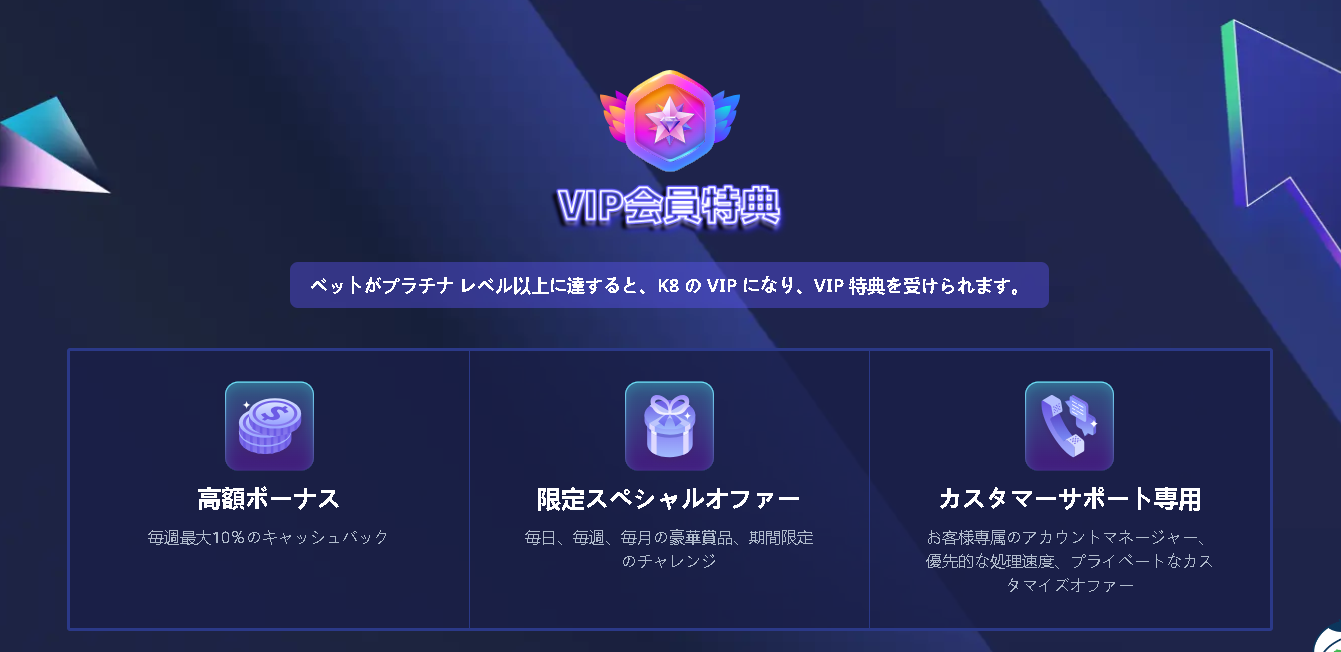 VIP会員特典
ベットがプラチナ レベル以上に達すると、K8 の VIP になり、VIP 特典を受けられます。
高額ボーナス
毎週最大10%のキャッシュバック
限定スペシャルオファー
毎日、毎週、毎月の豪華賞品、期間限定
のチャレンジ
カスタマーサポート専用
お客様専属のアカウントマネージャー、
優先的な処理速度、プライベートなカス
タマイズオファー